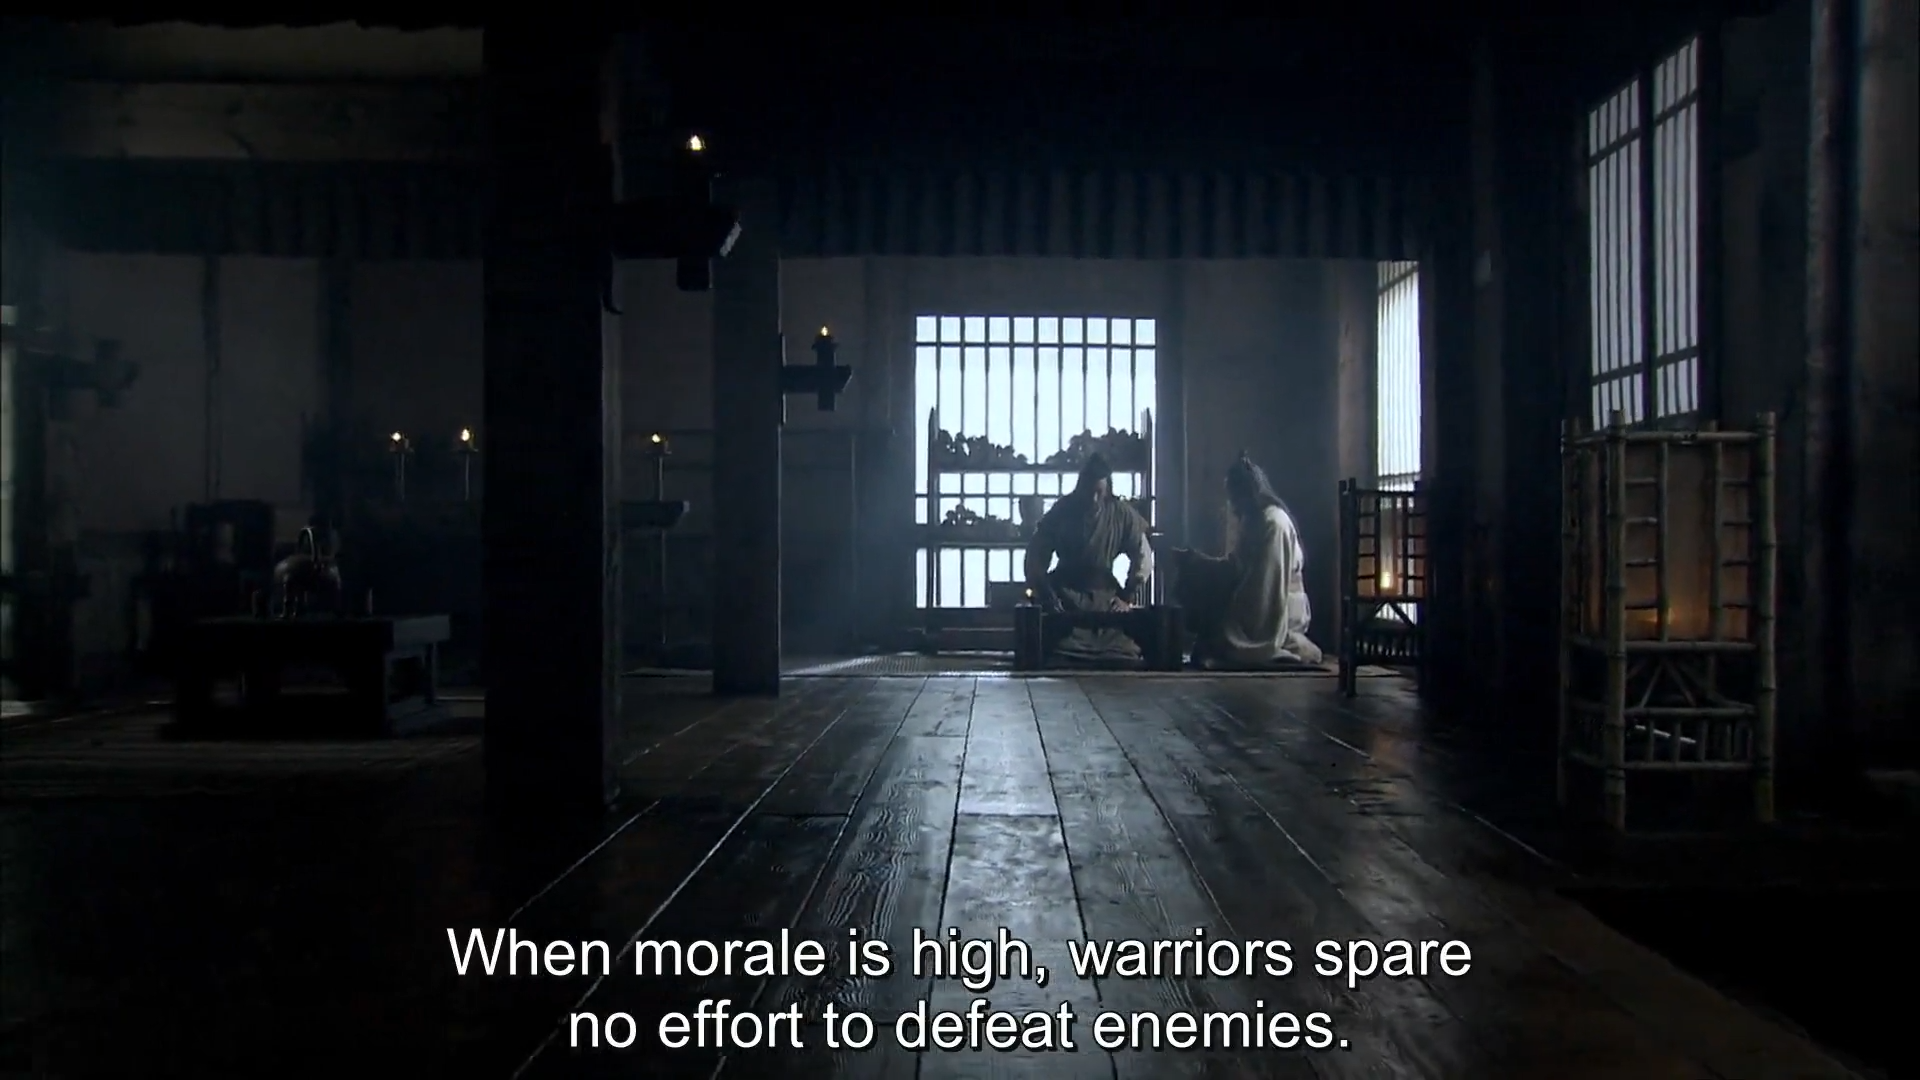 When morale is high, warriors spare
no effort to defeat enemies.